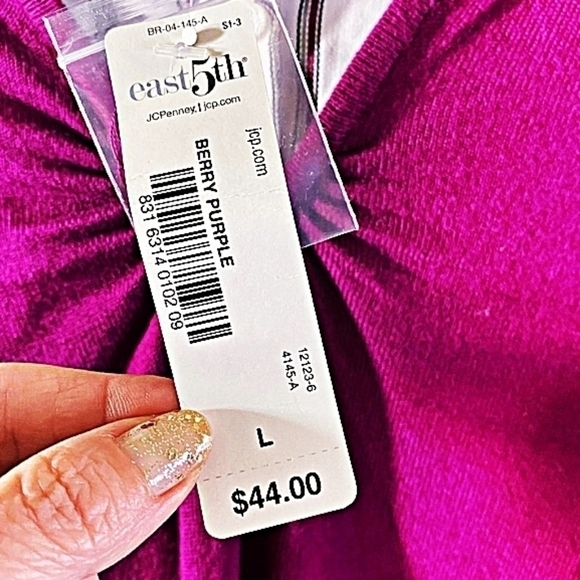 BR-04-145-A S1-3
east5th®
JCPenney | jcp.com
jcp.com
BERRY PURPLE
831 6314 0102 09
12123-6
4145-A
L
$44.00